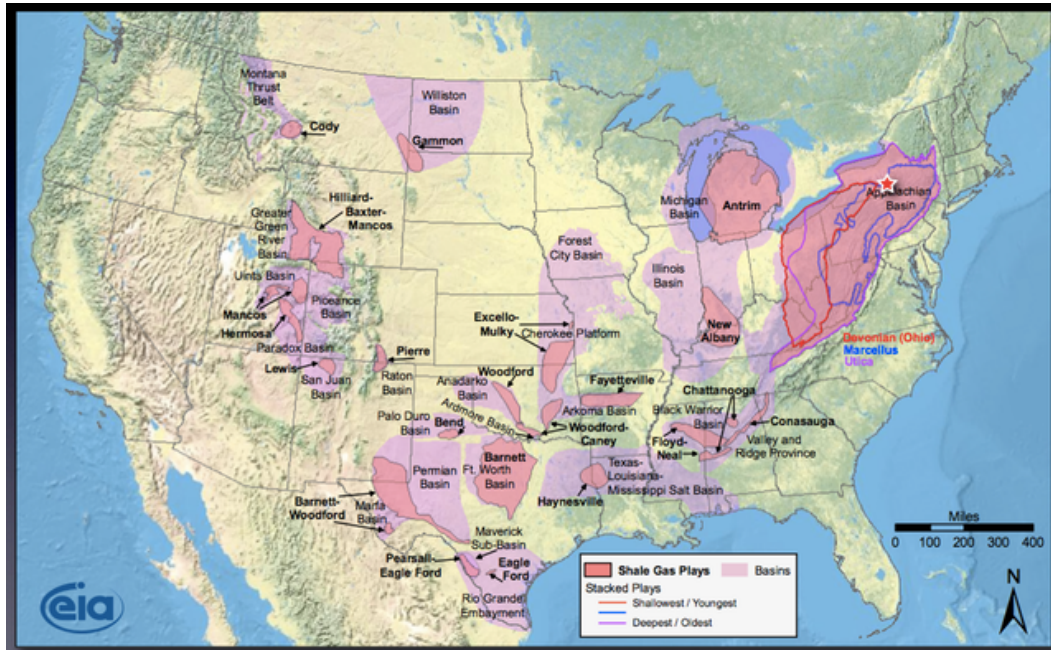 Montana
Thrust
Belt
Cody
Williston
Basin
Gammon
Hilliard-
Baxter-
Mancos
Greater
Green
River
Basin
Uinta Basin
Mancos
Piceance
Basin
Hermosa
Paradox Basin
Lewis
San Juan
Basin
Pierre
Raton
Basin
Michigan
Basin
Antrim
Appalachian
Basin
Forest
City Basin
Illinois
Basin
Excello-
Mulky
Cherokee Platform
New
Albany
Devonian (Ohio)
Marcellus
Utica
Woodford
Anadarko
Basin
Fayetteville
Chattanooga
Palo Duro
Basin
Bend
Ardmore Basin
Arkoma Basin
Woodford-
Caney
Black Warrior
Basin
Conasauga
Floyd-
Neal
Valley and
Ridge Province
Permian
Basin
Ft. Worth
Basin
Barnett
Texas-
Louisiana-
Mississippi Salt Basin
Haynesville
Barnett-
Woodford
Marfa
Basin
Maverick
Sub-Basin
Pearsall-
Eagle Ford
Eagle
Ford
Rio Grande
Embayment
Miles
0 100 200 300 400
Shale Gas Plays
Basins
Stacked Plays
Shallowest / Youngest
Deepest / Oldest
N
eia